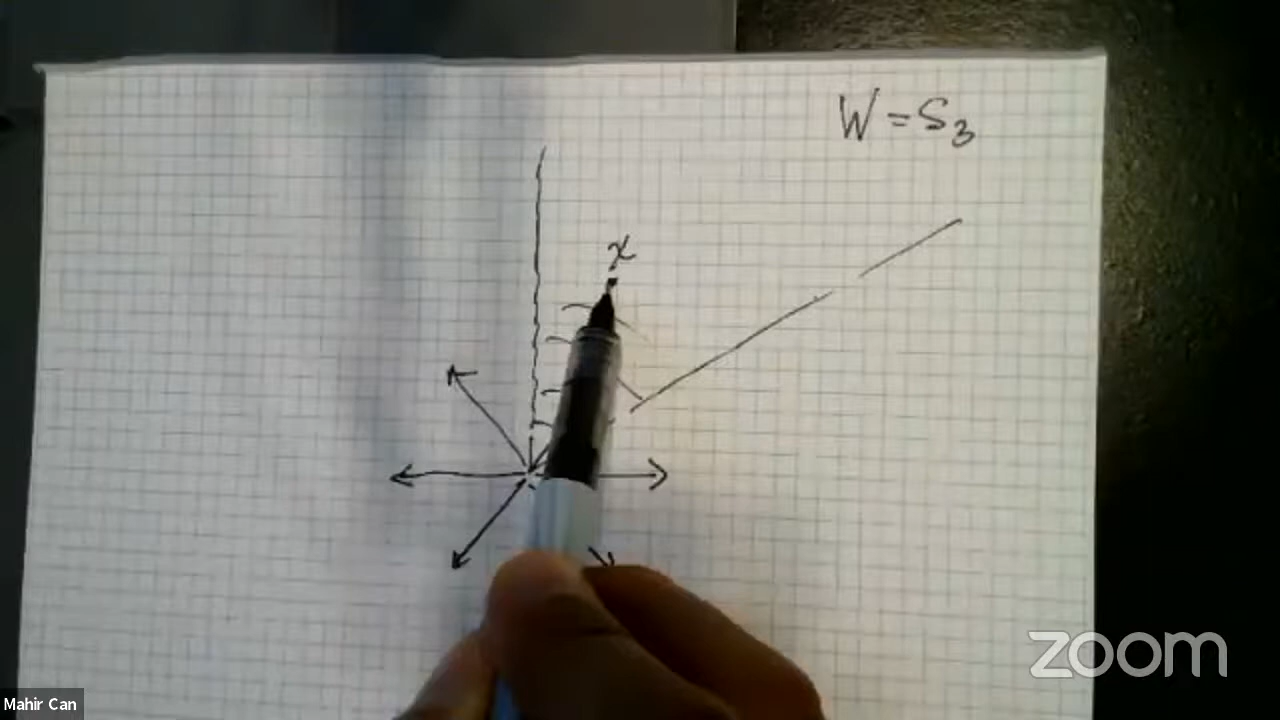 W = S₃
x
zoom
Mahir Can